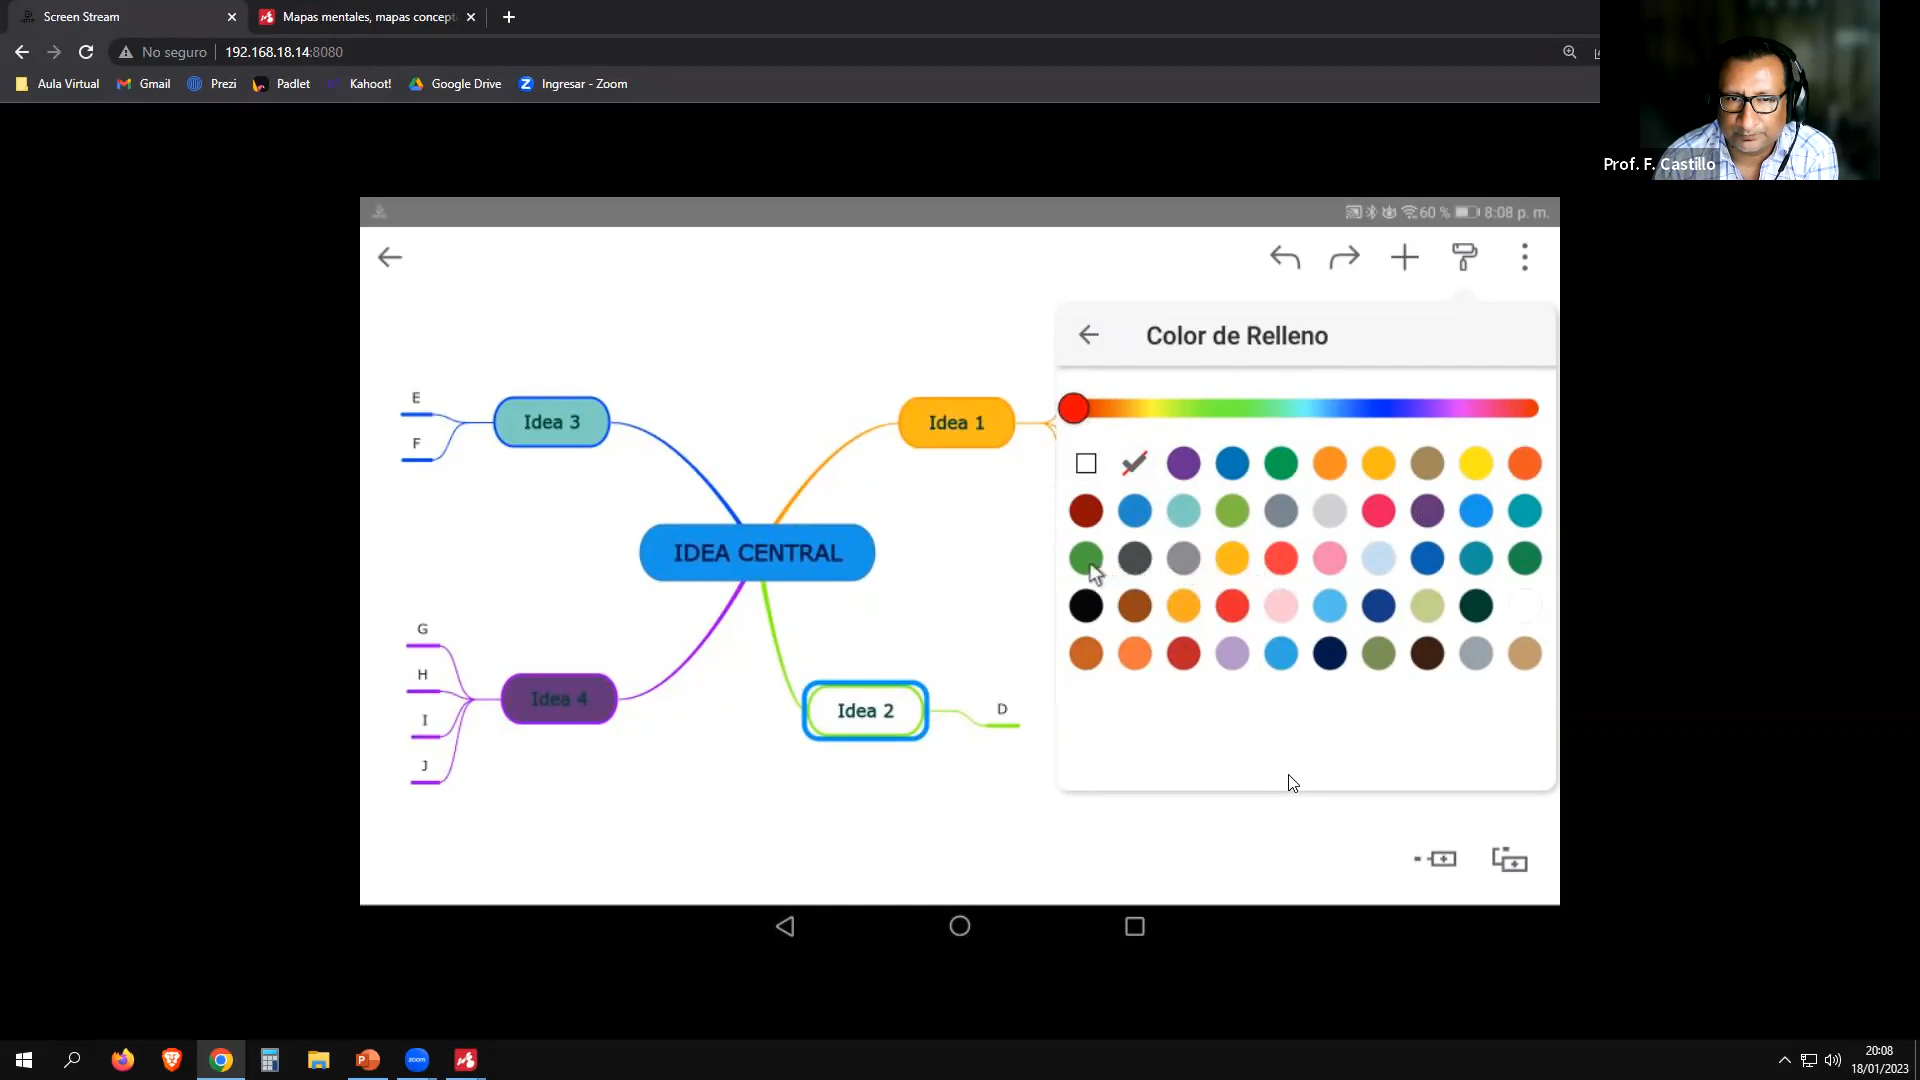 Screen Stream
Mapas mentales, mapas concept
No seguro
192.168.18.14:8080
Aula Virtual
Gmail
Prezi
Padlet
Kahoot!
Google Drive
Ingresar - Zoom
Prof. F. Castillo
60 %
8:08 p. m.
Color de Relleno
E
F
Idea 3
Idea 1
IDEA CENTRAL
G
H
I
J
Idea 4
Idea 2
D
zoom
20:08
18/01/2023